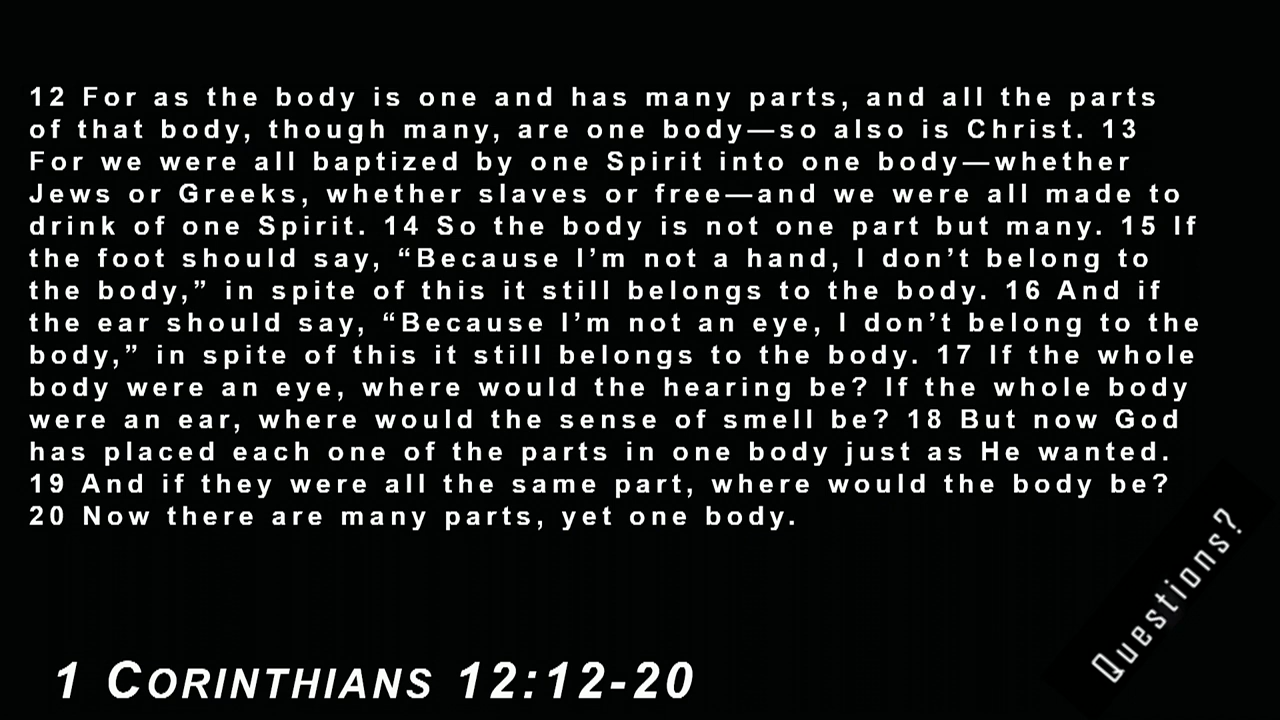 12 For as the body is one and has many parts, and all the parts
of that body, though many, are one body—so also is Christ. 13
For we were all baptized by one Spirit into one body—whether
Jews or Greeks, whether slaves or free—and we were all made to
drink of one Spirit. 14 So the body is not one part but many. 15 If
the foot should say, “Because I’m not a hand, I don’t belong to
the body,” in spite of this it still belongs to the body. 16 And if
the ear should say, “Because I’m not an eye, I don’t belong to the
body,” in spite of this it still belongs to the body. 17 If the whole
body were an eye, where would the hearing be? If the whole body
were an ear, where would the sense of smell be? 18 But now God
has placed each one of the parts in one body just as He wanted.
19 And if they were all the same part, where would the body be?
20 Now there are many parts, yet one body.
Questions?
1 CORINTHIANS 12:12-20